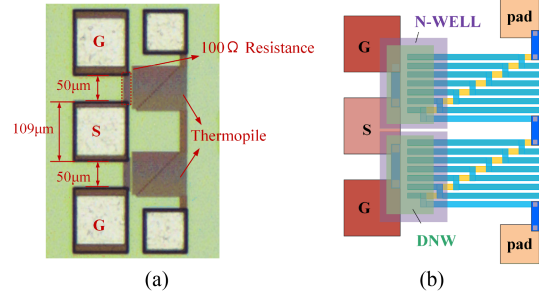 G
100Ω Resistance
50μm
109μm
S
Thermopile
50μm
G
(a)
N-WELL
pad
G
S
G
DNW
pad
(b)